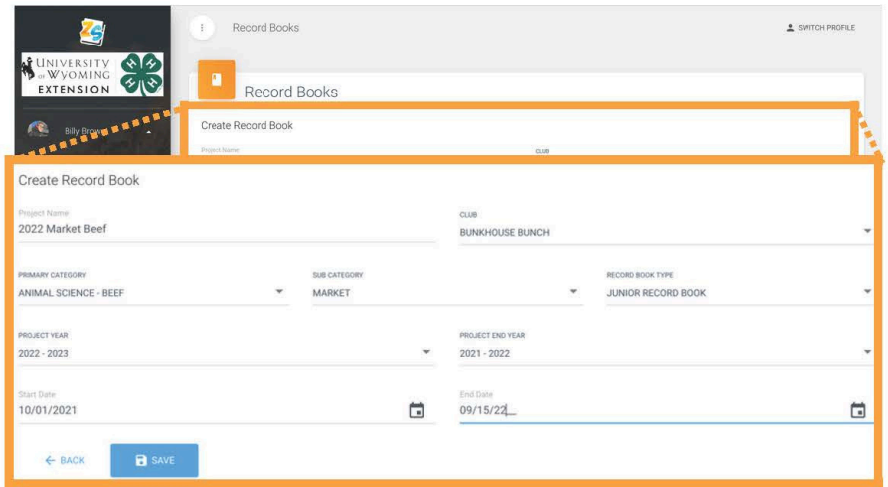 ZS
Record Books
SWITCH PROFILE
UNIVERSITY
OF WYOMING
EXTENSION
H H
H H
Record Books
Billy Brow
Create Record Book
Project Name
CLUB
Create Record Book
Project Name
2022 Market Beef
CLUB
BUNKHOUSE BUNCH
PRIMARY CATEGORY
ANIMAL SCIENCE - BEEF
SUB CATEGORY
MARKET
RECORD BOOK TYPE
JUNIOR RECORD BOOK
PROJECT YEAR
2022 - 2023
PROJECT END YEAR
2021 - 2022
Start Date
10/01/2021
End Date
09/15/22__
BACK
SAVE